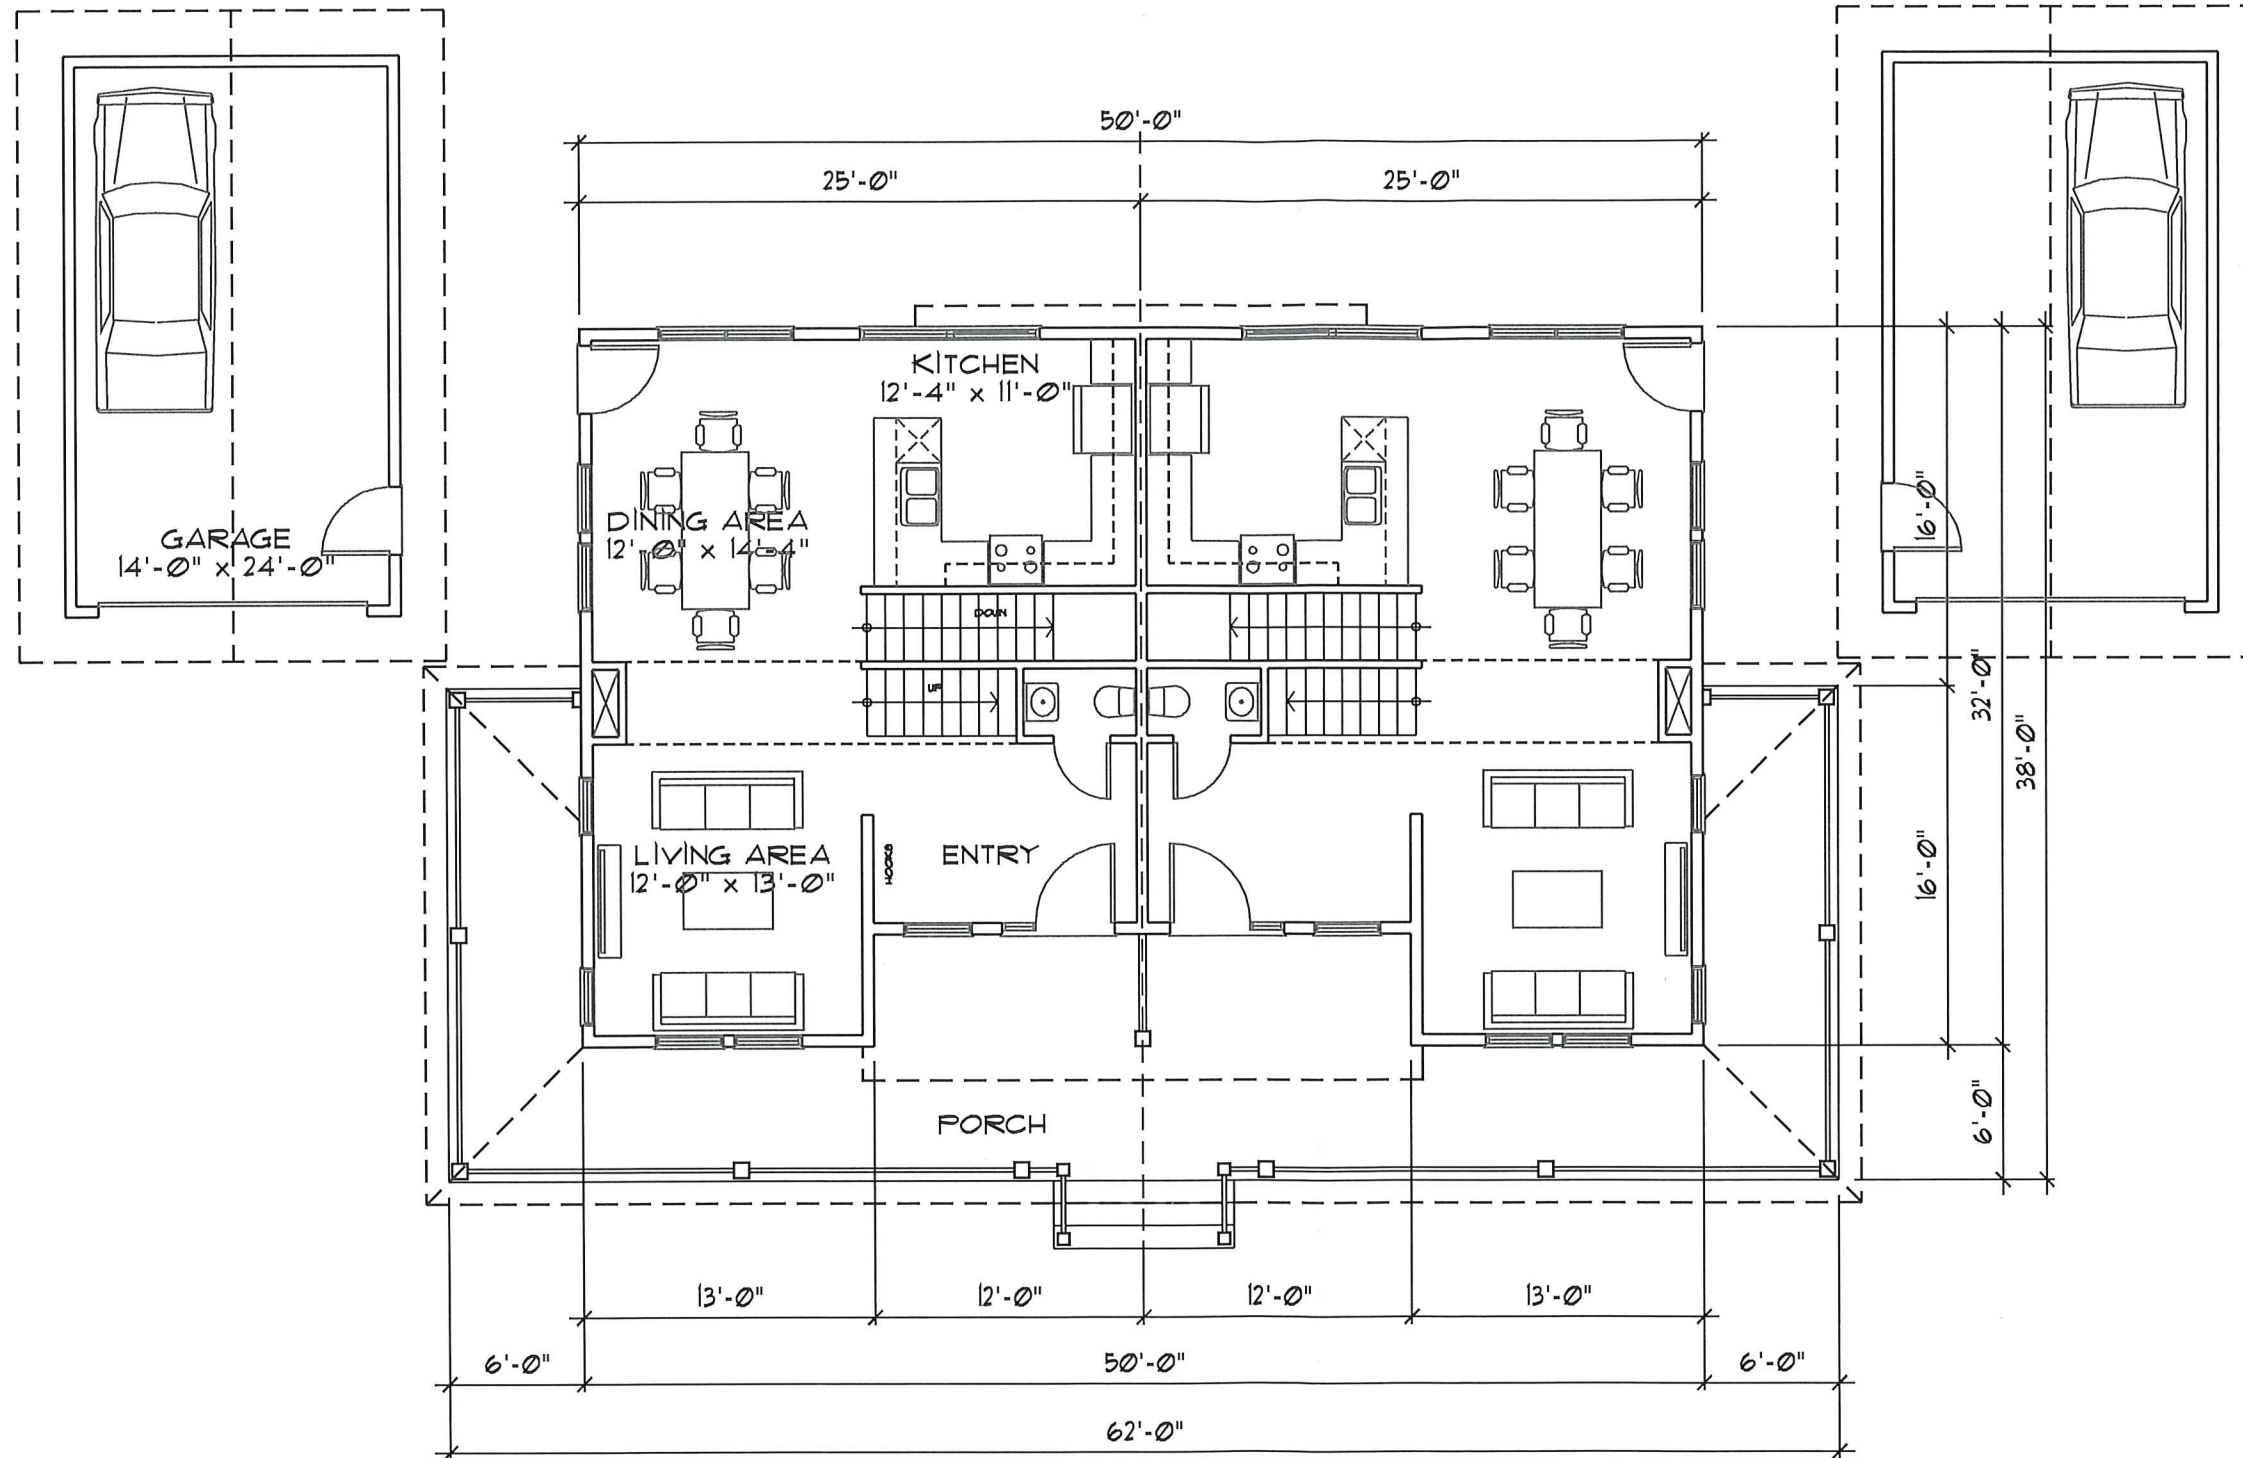 50'-0"
25'-0" 25'-0"
KITCHEN
12'-4" x 11'-0"
DINING AREA
12'-0" x 14'-4"
GARAGE
14'-0" x 24'-0"
16'-0"
DOWN
UP
32'-0"
38'-0"
LIVING AREA
12'-0" x 13'-0"
HOOKS
ENTRY
16'-0"
PORCH
6'-0"
13'-0" 12'-0" 12'-0" 13'-0"
6'-0" 50'-0" 6'-0"
62'-0"